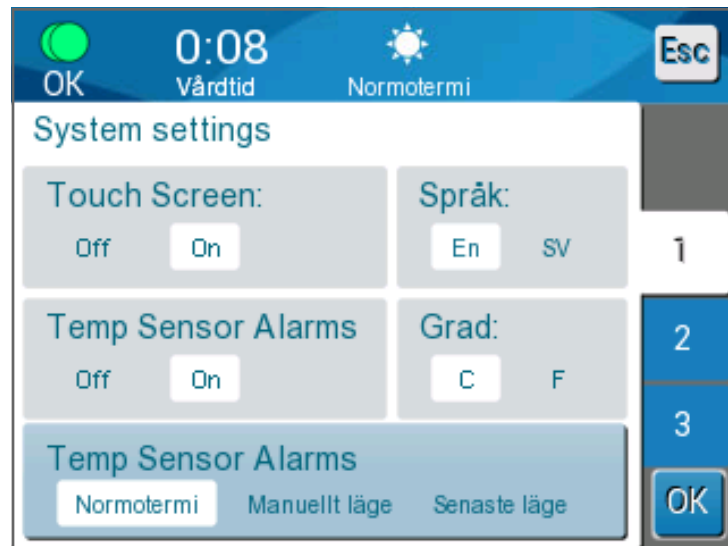 OK
0:08
Vårdtid
Normotermi
Esc
System settings
Touch Screen:
Off On
Språk:
En SV
Temp Sensor Alarms
Off On
Grad:
C F
Temp Sensor Alarms
Normotermi Manuellt läge Senaste läge
1
2
3
OK